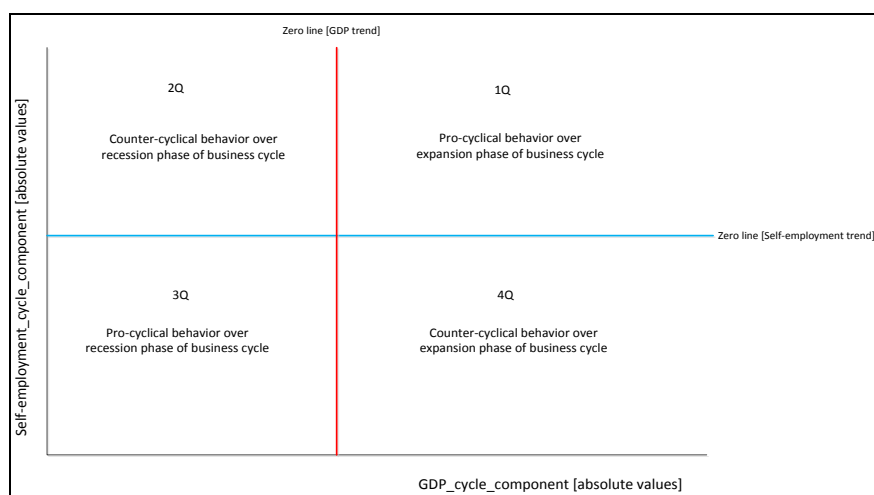 Zero line [GDP trend]
2Q
Counter-cyclical behavior over
recession phase of business cycle
1Q
Pro-cyclical behavior over
expansion phase of business cycle
Zero line [Self-employment trend]
3Q
Pro-cyclical behavior over
recession phase of business cycle
4Q
Counter-cyclical behavior over
expansion phase of business cycle
Self-employment_cycle_component [absolute values]
GDP_cycle_component [absolute values]